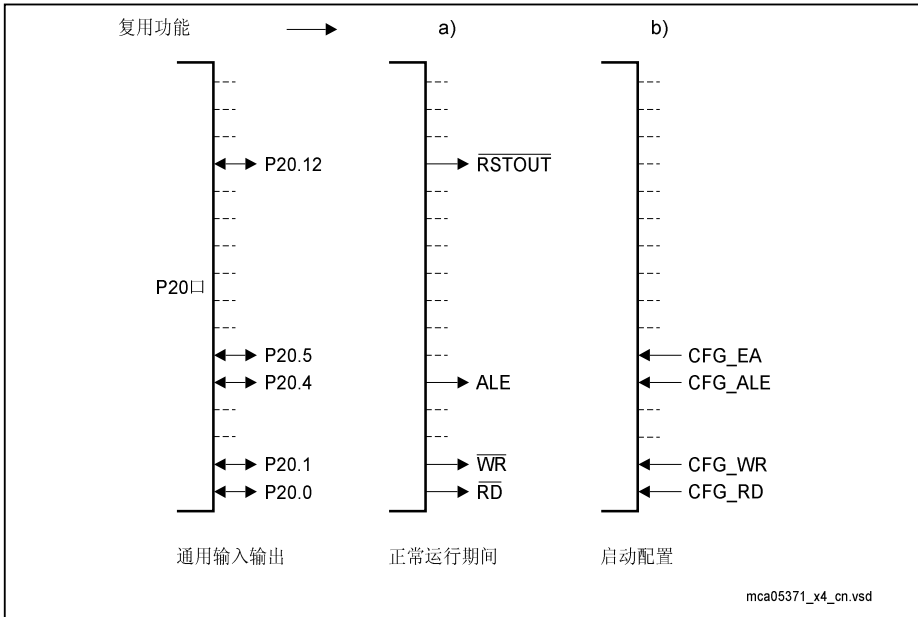 复用功能 a) b)
P20.12 RSTOUT
P20口
P20.5 CFG_EA
P20.4 ALE CFG_ALE
P20.1 WR CFG_WR
P20.0 RD CFG_RD
通用输入输出 正常运行期间 启动配置
mca05371_x4_cn.vsd